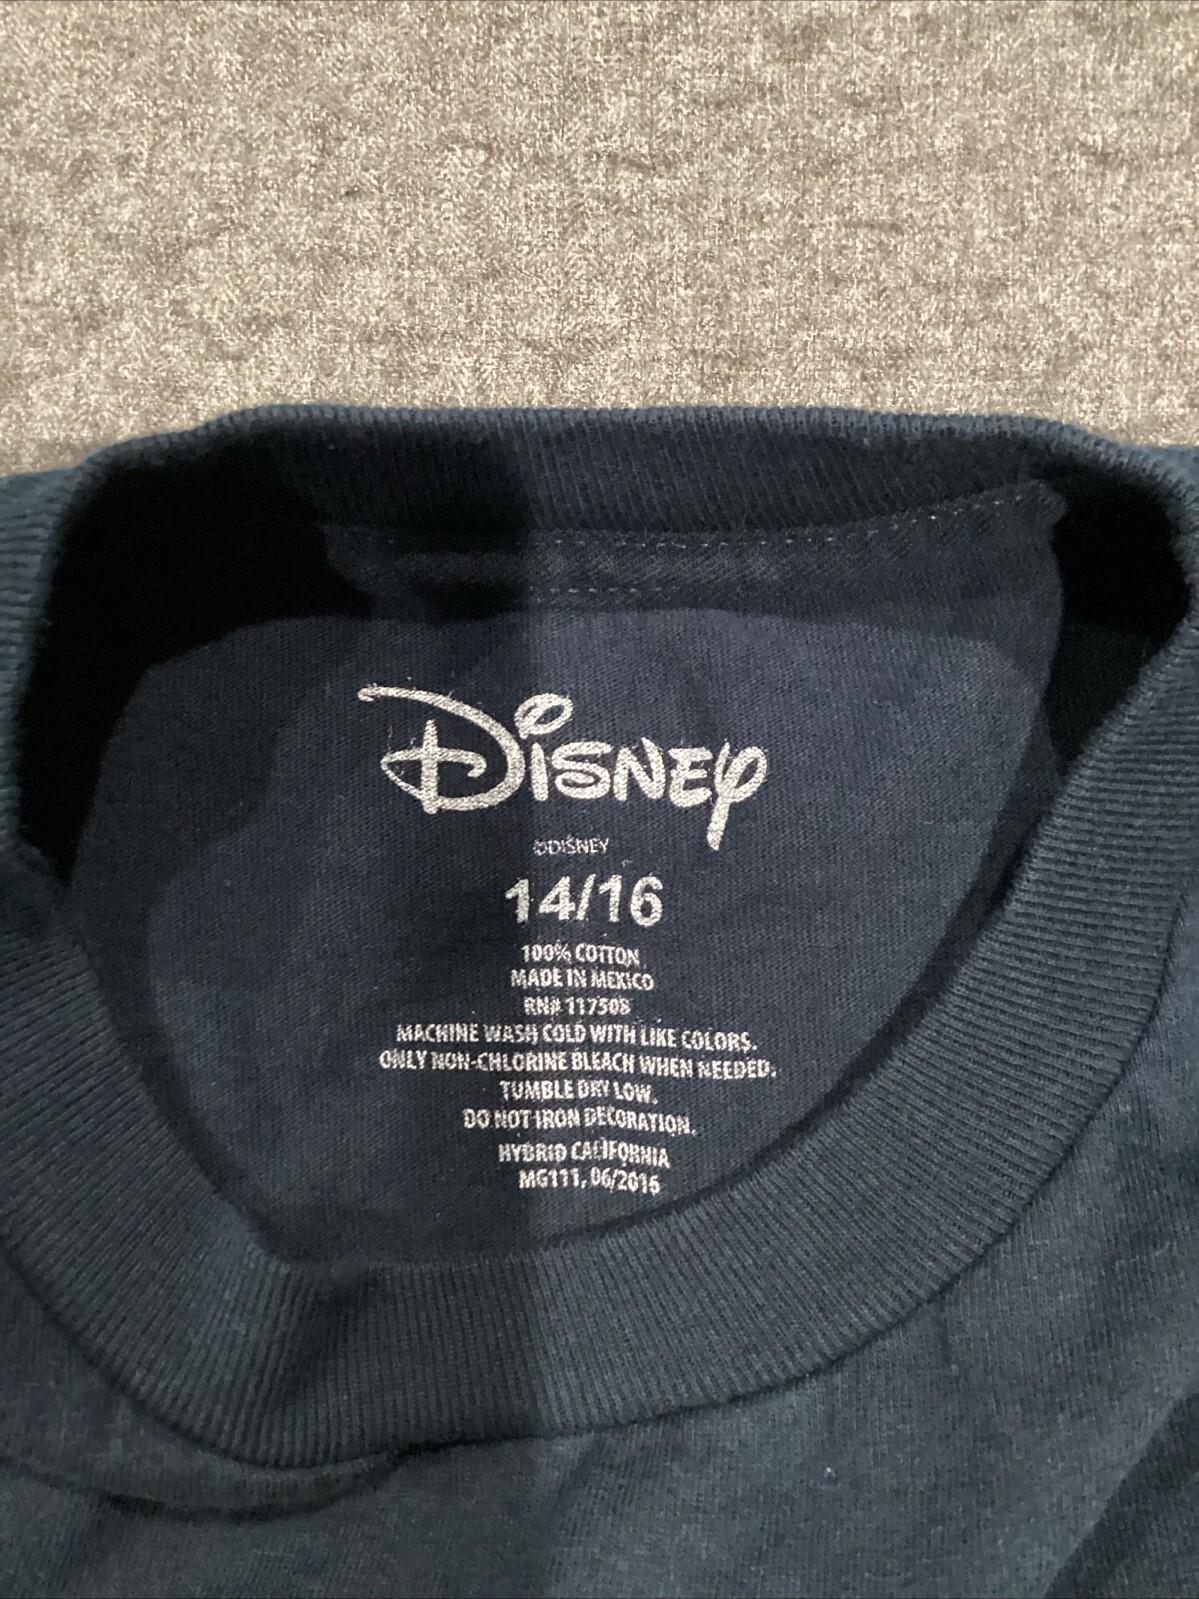 Disney
©DISNEY
14/16
100% COTTON
MADE IN MEXICO
RN# 117508
MACHINE WASH COLD WITH LIKE COLORS.
ONLY NON-CHLORINE BLEACH WHEN NEEDED.
TUMBLE DRY LOW.
DO NOT IRON DECORATION.
HYBRID CALIFORNIA
MG111, 06/2016